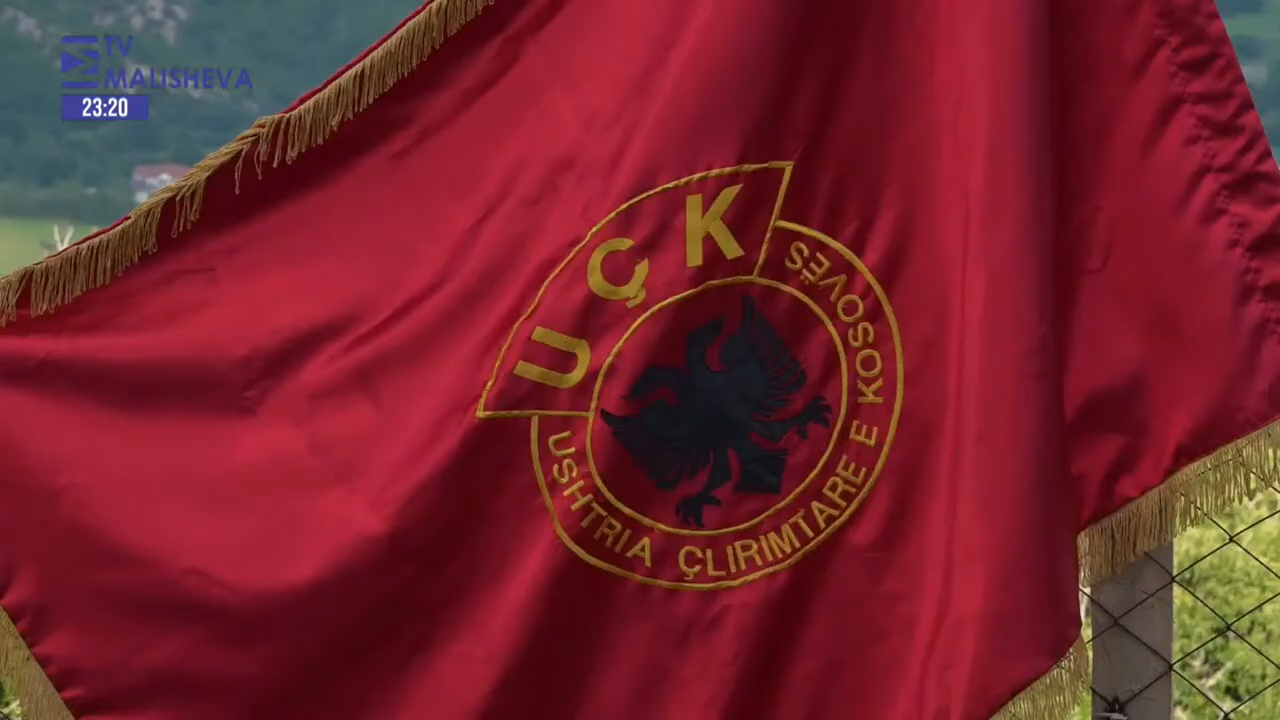 TV
MALISHEVA
23:20
UÇK
USHTRIA ÇLIRIMTARE E KOSOVËS